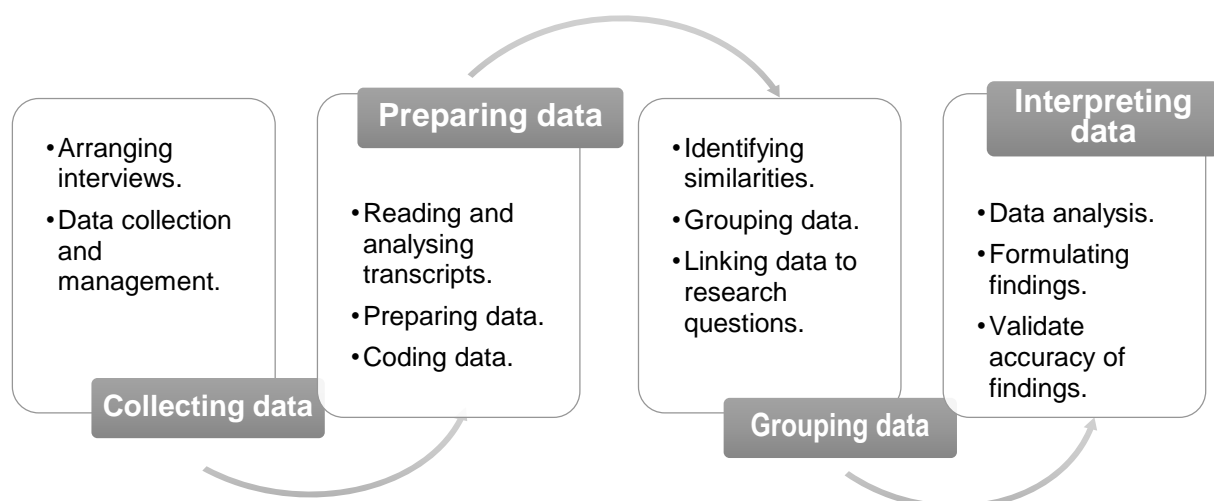 •Arranging
interviews.
•Data collection
and
management.
Collecting data
Preparing data
•Reading and
analysing
transcripts.
•Preparing data.
•Coding data.
•Identifying
similarities.
•Grouping data.
•Linking data to
research
questions.
Grouping data
Interpreting
data
•Data analysis.
•Formulating
findings.
•Validate
accuracy of
findings.